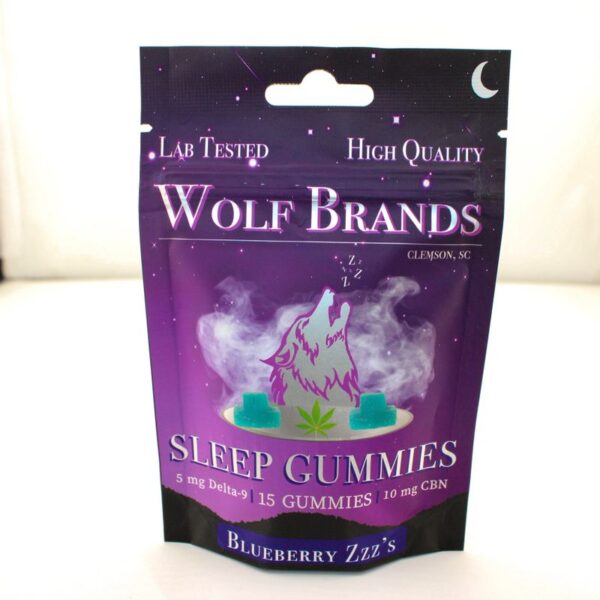 LAB TESTED HIGH QUALITY
WOLF BRANDS
CLEMSON, SC
Z Z Z Z Z
SLEEP GUMMIES
5 mg Delta-9 | 15 GUMMIES | 10 mg CBN
BLUEBERRY ZZZ'S